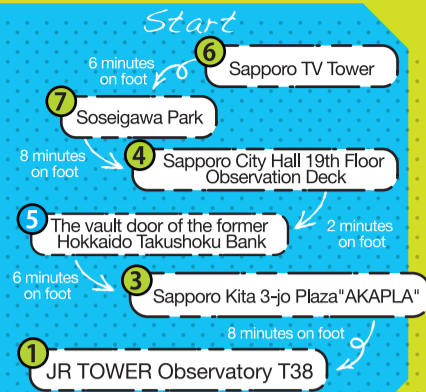 Start
6
Sapporo TV Tower
6 minutes
on foot
7
Soseigawa Park
8 minutes
on foot
4
Sapporo City Hall 19th Floor
Observation Deck
2 minutes
on foot
5
The vault door of the former
Hokkaido Takushoku Bank
6 minutes
on foot
3
Sapporo Kita 3-jo Plaza"AKAPLA"
8 minutes on foot
1
JR TOWER Observatory T38